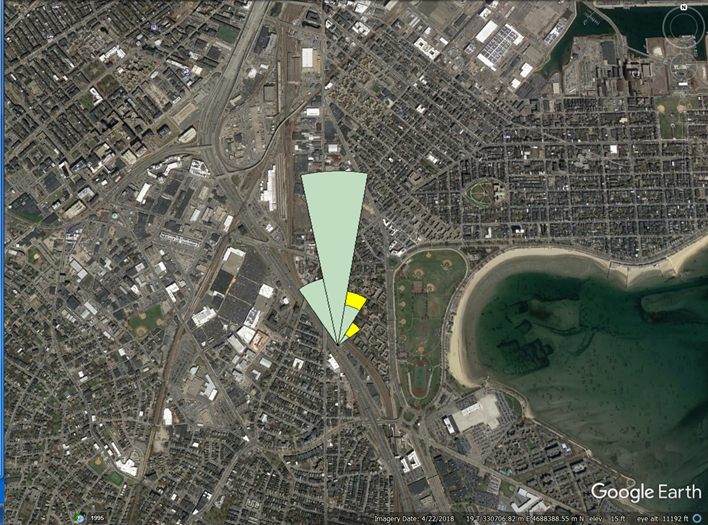 N
Google Earth
1995
Imagery Date: 4/22/2018    19 T 330706.82 m E 4688388.55 m N  elev    15 ft    eye alt  11192 ft